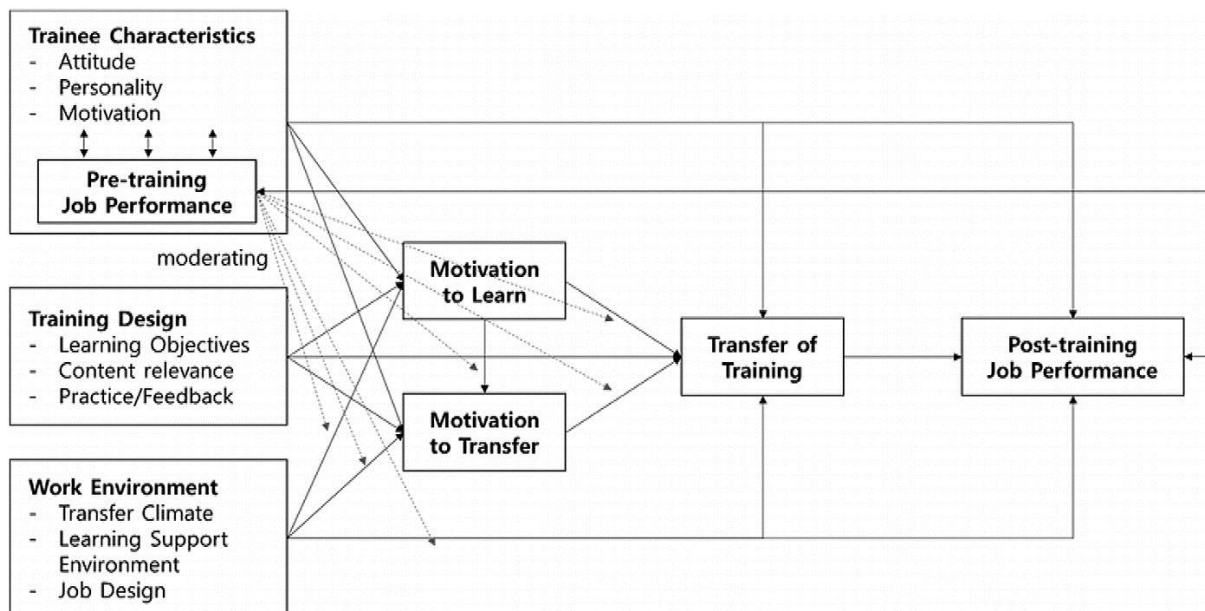 Trainee Characteristics
- Attitude
- Personality
- Motivation
Pre-training
Job Performance
moderating
Training Design
- Learning Objectives
- Content relevance
- Practice/Feedback
Work Environment
- Transfer Climate
- Learning Support
Environment
- Job Design
Motivation
to Learn
Motivation
to Transfer
Transfer of
Training
Post-training
Job Performance